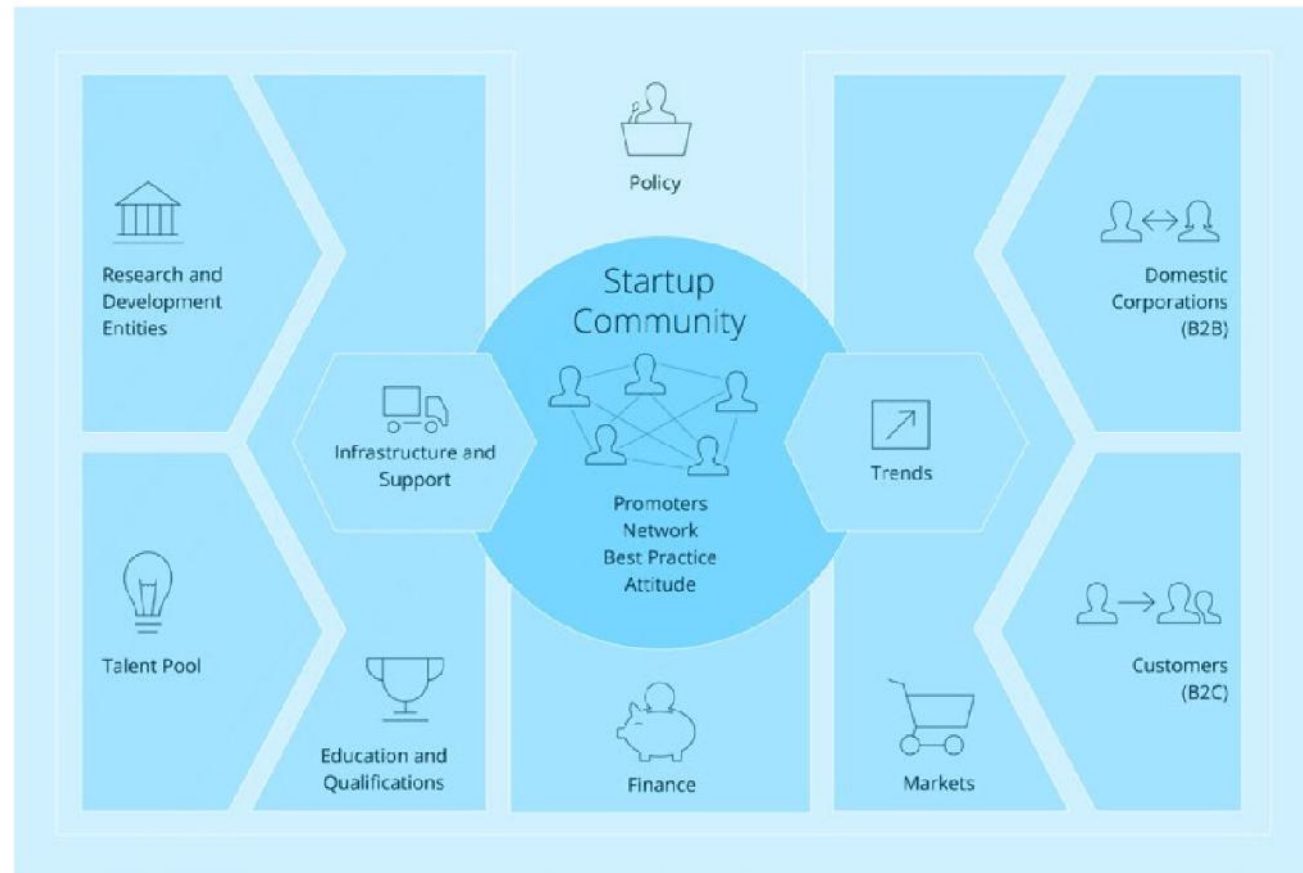 Policy
Startup
Community
Promoters
Network
Best Practice
Attitude
Research and
Development
Entities
Talent Pool
Infrastructure and
Support
Education and
Qualifications
Finance
Trends
Markets
Domestic
Corporations
(B2B)
Customers
(B2C)